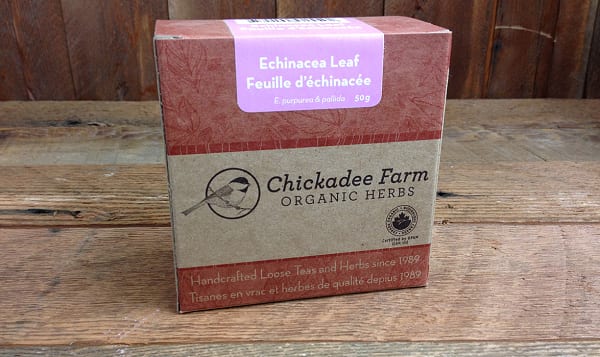 Echinacea Leaf
Feuille d'échinacée
E. purpurea & pallida 50g
Chickadee Farm
ORGANIC HERBS
Handcrafted Loose Teas and Herbs since 1989
Tisanes en vrac et herbes de qualité depuis 1989